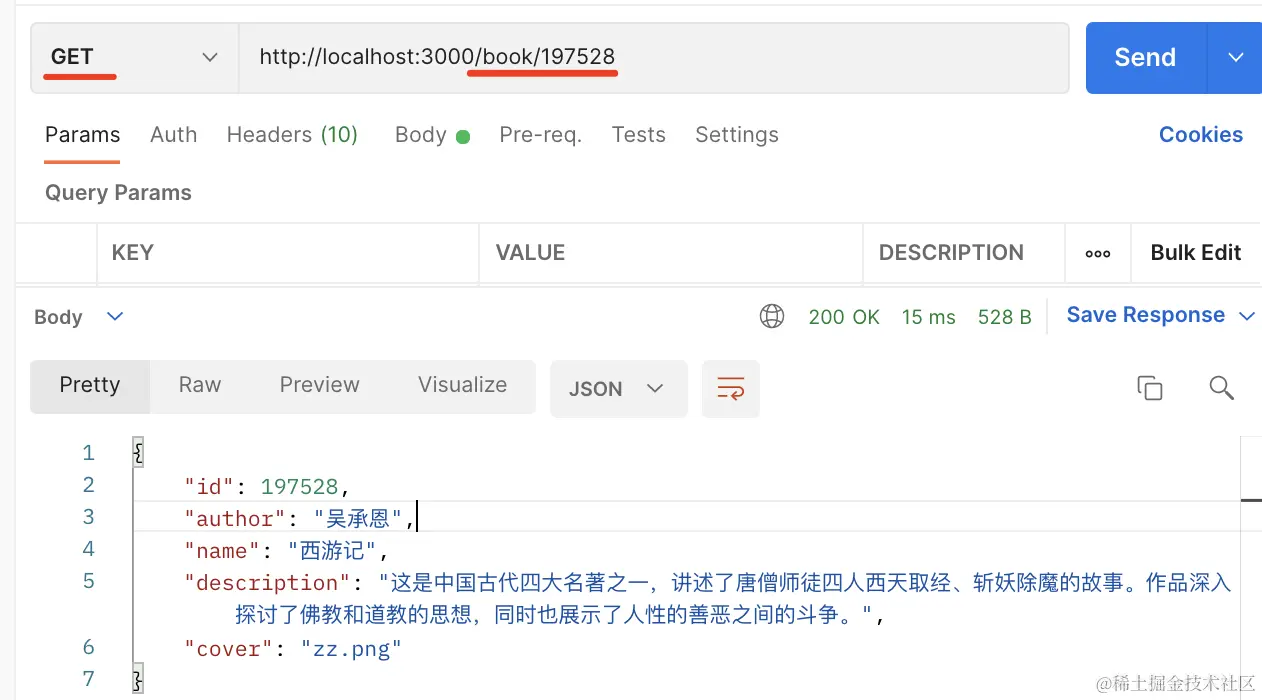 GET http://localhost:3000/book/197528 Send
Params Auth Headers (10) Body Pre-req. Tests Settings Cookies
Query Params
KEY VALUE DESCRIPTION ooo Bulk Edit
Body 200 OK 15 ms 528 B Save Response
Pretty Raw Preview Visualize JSON
1 {
2 "id": 197528,
3 "author": "吴承恩",
4 "name": "西游记",
5 "description": "这是中国古代四大名著之一，讲述了唐僧师徒四人西天取经、斩妖除魔的故事。作品深入
探讨了佛教和道教的思想，同时也展示了人性的善恶之间的斗争。",
6 "cover": "zz.png"
7 }
@稀土掘金技术社区